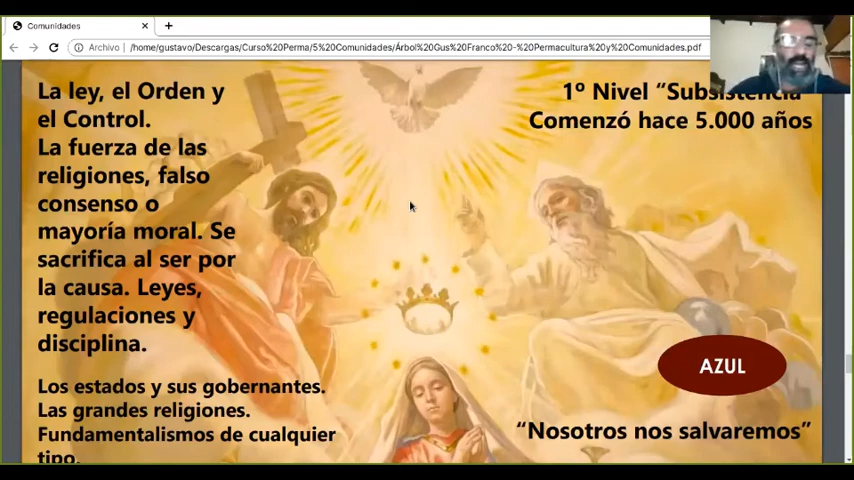 Comunidades
Archivo
/home/gustavo/Descargas/Curso%20Perma/5%20Comunidades/Árbol%20Gus%20Franco%20-%20Permacultura%20y%20Comunidades.pdf
La ley, el Orden y
el Control.
La fuerza de las
religiones, falso
consenso o
mayoría moral. Se
sacrifica al ser por
la causa. Leyes,
regulaciones y
disciplina.
Los estados y sus gobernantes.
Las grandes religiones.
Fundamentalismos de cualquier
tipo.
1º Nivel “Subsistencia
Comenzó hace 5.000 años
AZUL
“Nosotros nos salvaremos”